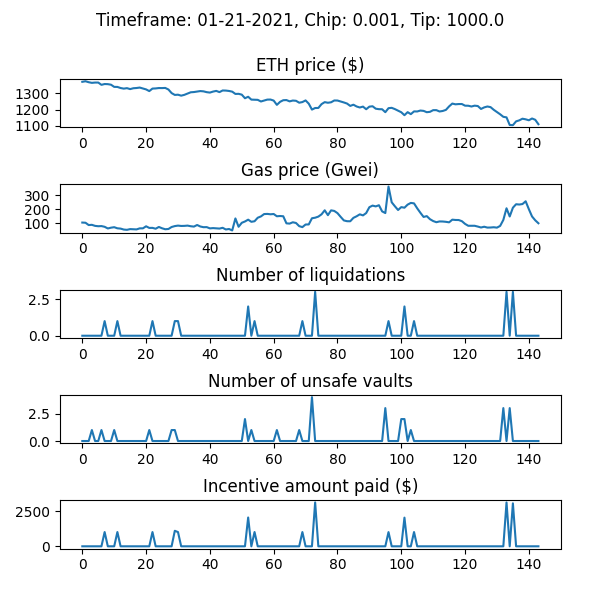 Timeframe: 01-21-2021, Chip: 0.001, Tip: 1000.0
ETH price ($)
1300
1200
1100
0 20 40 60 80 100 120 140
Gas price (Gwei)
300
200
100
0 20 40 60 80 100 120 140
Number of liquidations
2.5
0.0
0 20 40 60 80 100 120 140
Number of unsafe vaults
2.5
0.0
0 20 40 60 80 100 120 140
Incentive amount paid ($)
2500
0
0 20 40 60 80 100 120 140